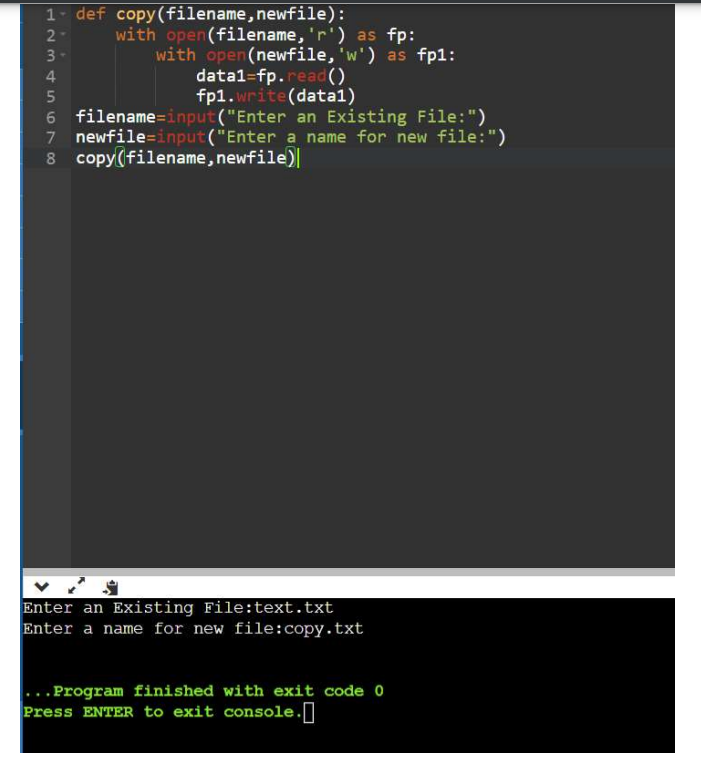 1 def copy(filename,newfile):
2 with open(filename,'r') as fp:
3 with open(newfile,'w') as fp1:
4 data1=fp.read()
5 fp1.write(data1)
6 filename=input("Enter an Existing File:")
7 newfile=input("Enter a name for new file:")
8 copy(filename,newfile)
Enter an Existing File:text.txt
Enter a name for new file:copy.txt
...Program finished with exit code 0
Press ENTER to exit console.